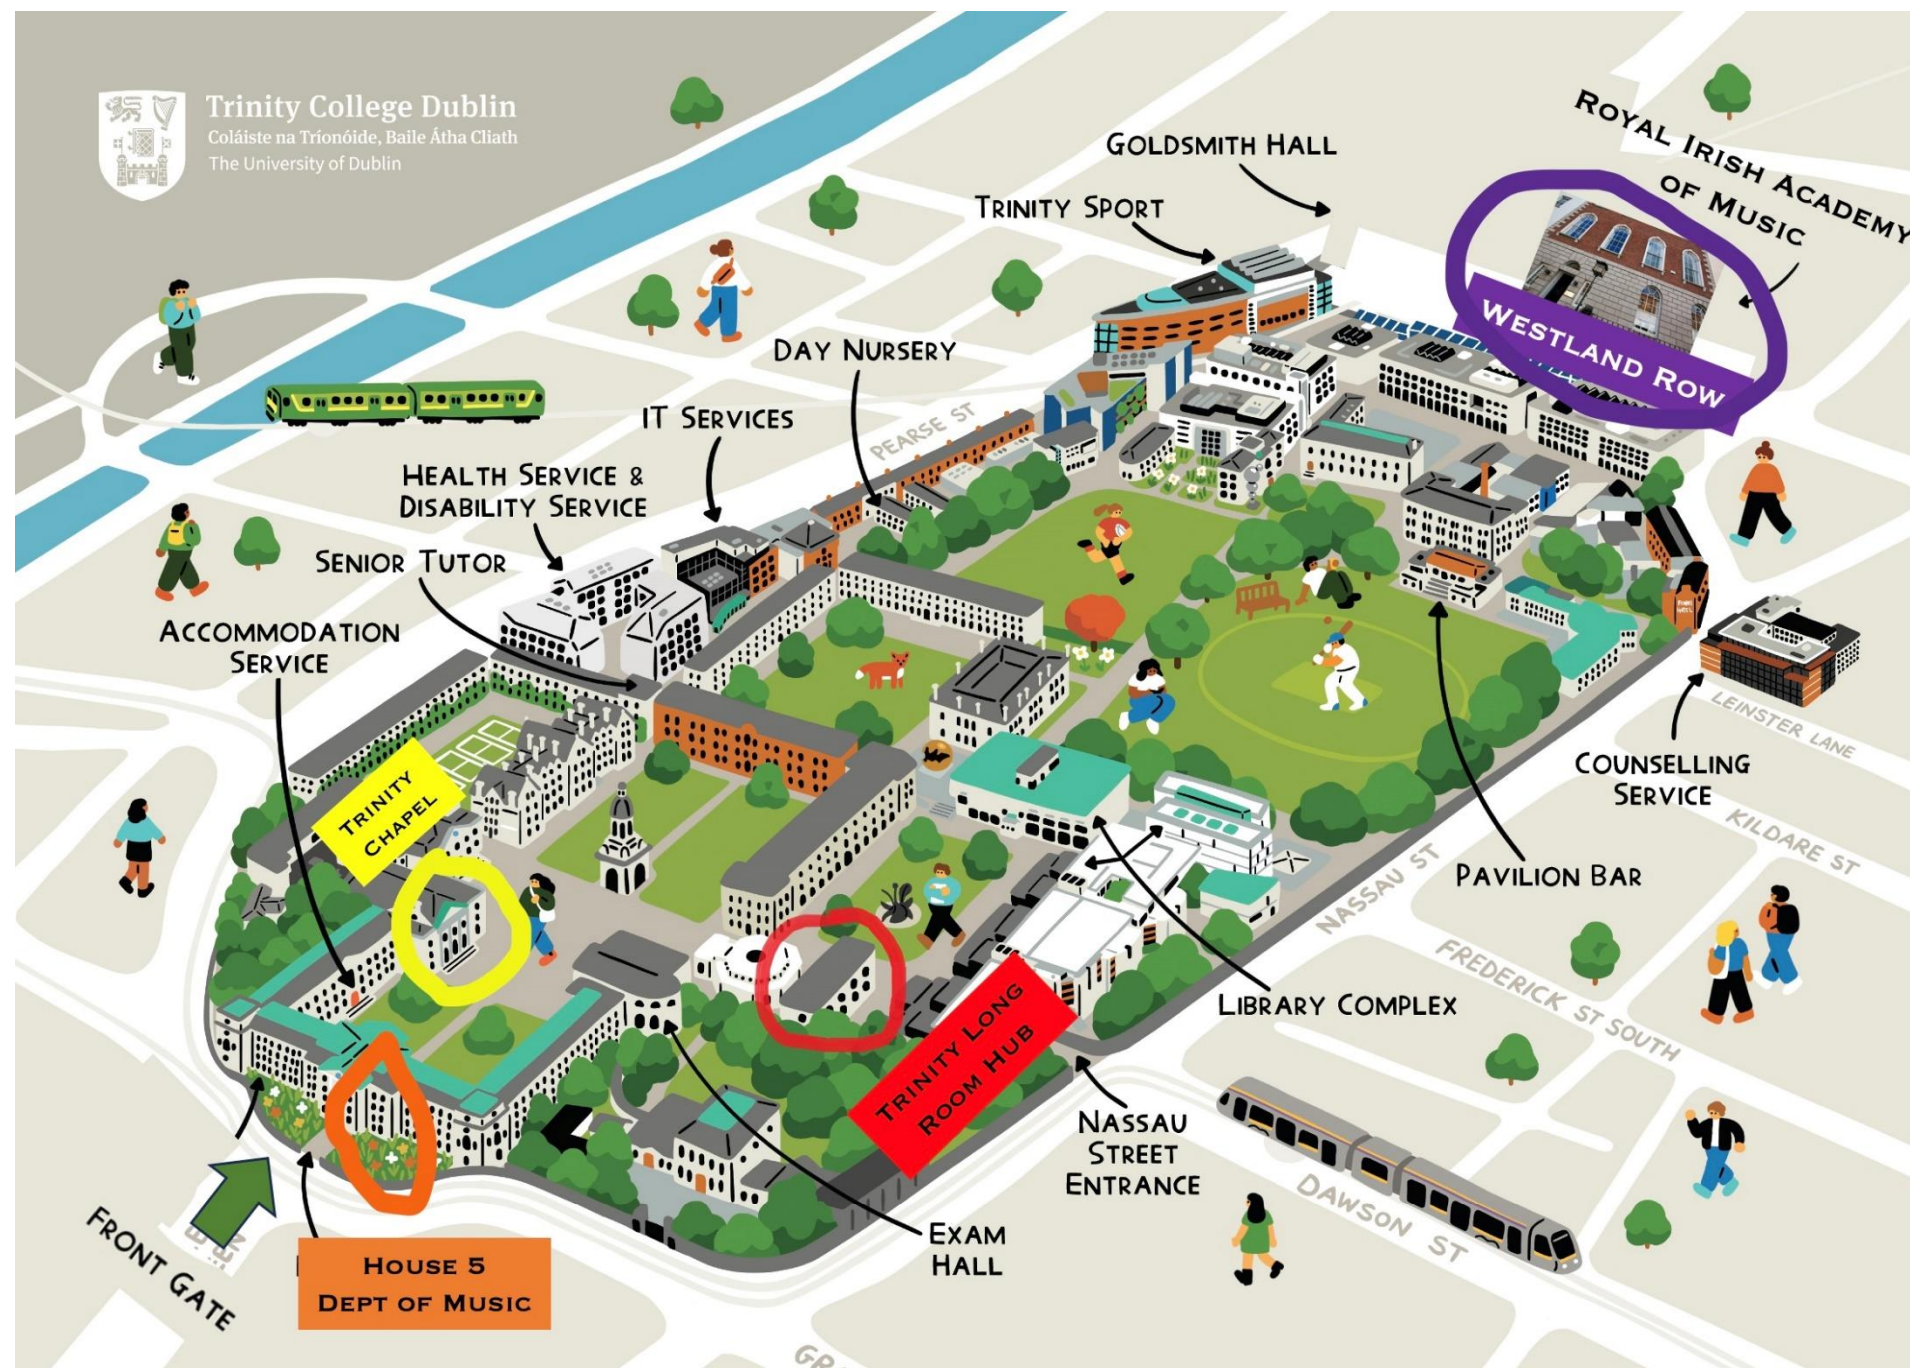 Trinity College Dublin
Coláiste na Tríonóide, Baile Átha Cliath
The University of Dublin
GOLDSMITH HALL
TRINITY SPORT
ROYAL IRISH ACADEMY
OF MUSIC
WESTLAND ROW
DAY NURSERY
IT SERVICES
PEARSE ST
HEALTH SERVICE &
DISABILITY SERVICE
SENIOR TUTOR
ACCOMMODATION
SERVICE
TRINITY
CHAPEL
LEINSTER LANE
COUNSELLING
SERVICE
KILDARE ST
PAVILION BAR
NASSAU ST
FREDERICK ST SOUTH
LIBRARY COMPLEX
TRINITY LONG
ROOM HUB
NASSAU
STREET
ENTRANCE
DAWSON ST
EXAM
HALL
FRONT GATE
HOUSE 5
DEPT OF MUSIC